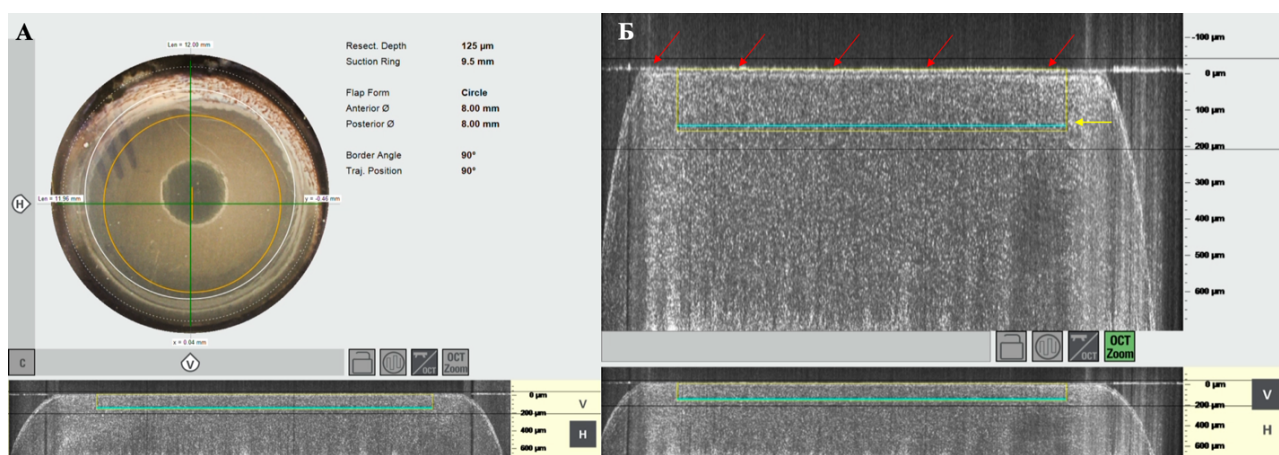 А
Len = 12.00 mm
Len = 11.96 mm
y = -0.46 mm
x = 0.04 mm
H
V
C
OCT
OCT
Zoom
Resect. Depth 125 µm
Suction Ring 9.5 mm
Flap Form Circle
Anterior Ø 8.00 mm
Posterior Ø 8.00 mm
Border Angle 90°
Traj. Position 90°
0 µm
200 µm
400 µm
600 µm
V
H
Б
-100 µm
0 µm
100 µm
200 µm
300 µm
400 µm
500 µm
600 µm
OCT
OCT
Zoom
0 µm
200 µm
400 µm
600 µm
V
H